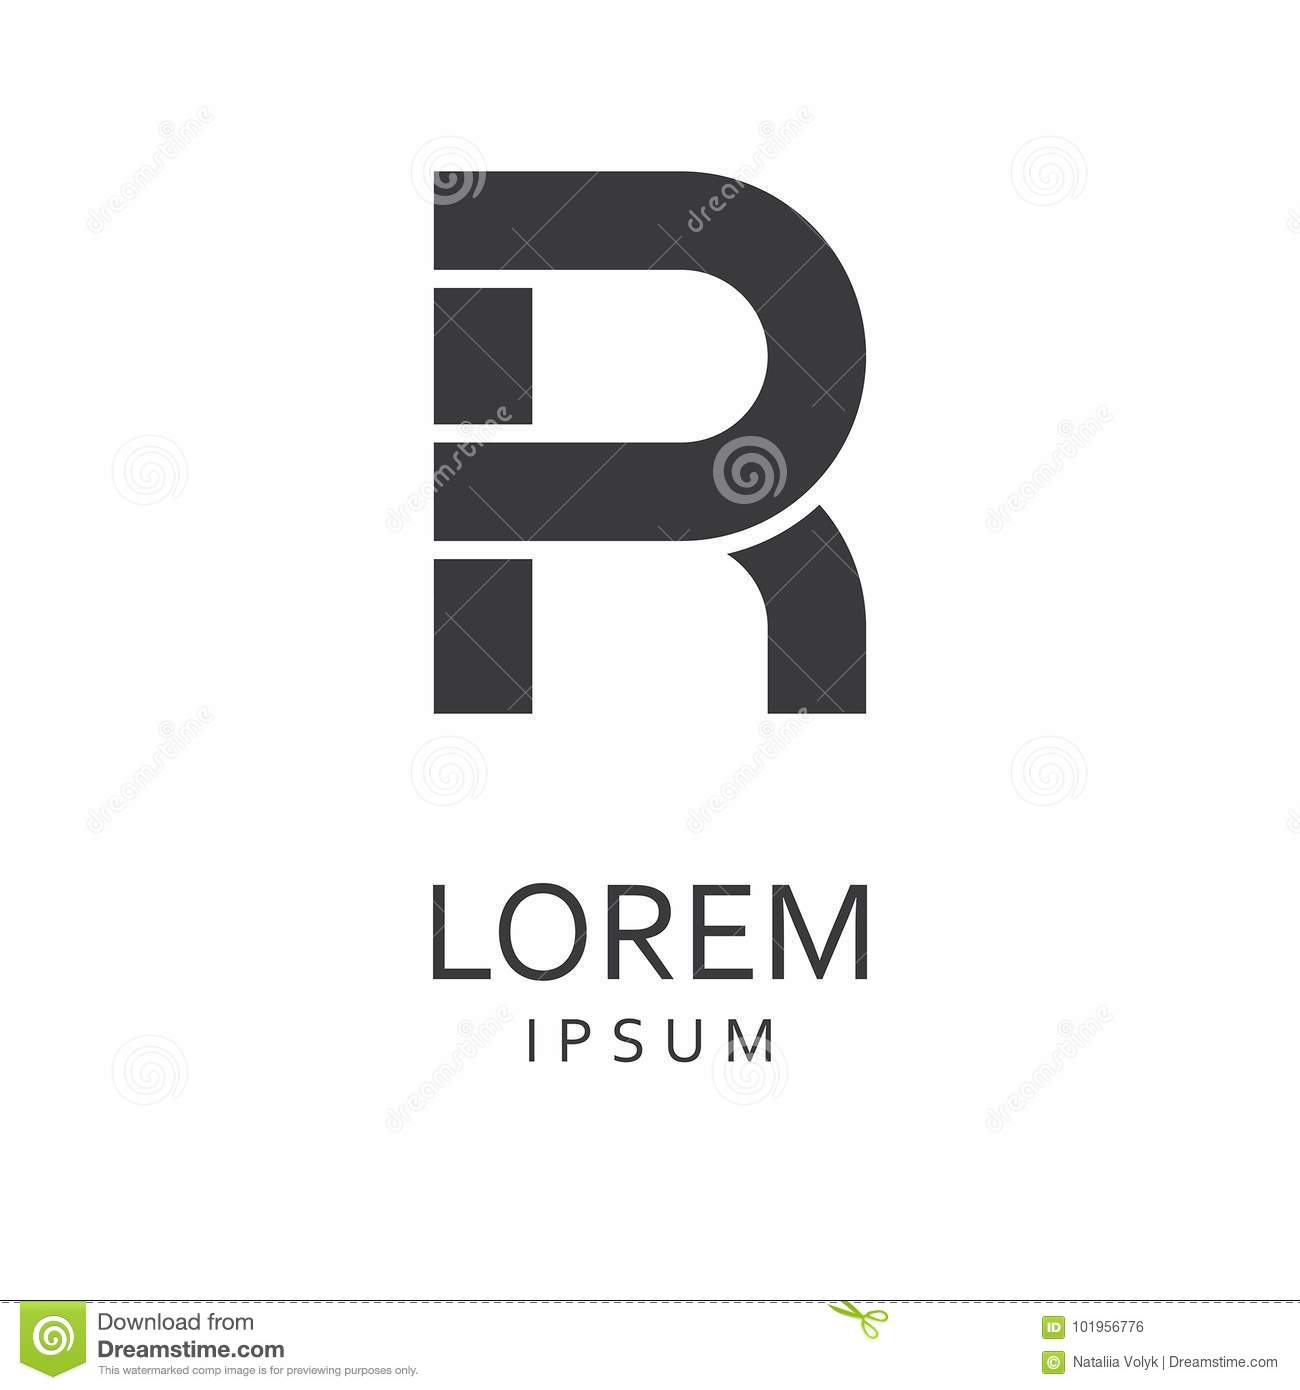 R
LOREM
IPSUM
dreamstime
Download from
Dreamstime.com
This watermarked comp image is for previewing purposes only.
ID 101956776
© Nataliia Volyk | Dreamstime.com